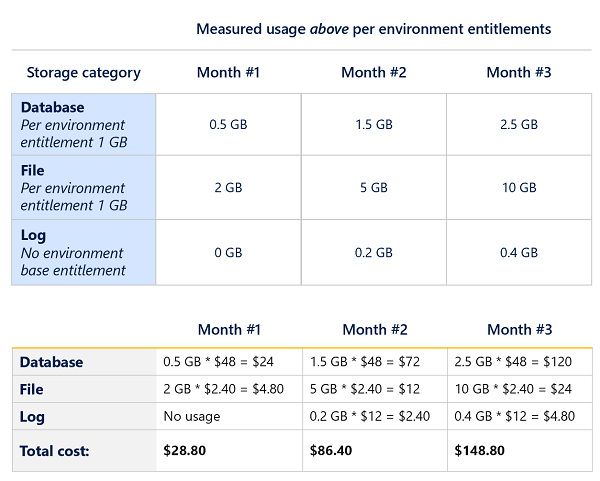 Measured usage above per environment entitlements
Storage category Month #1 Month #2 Month #3
Database
Per environment
entitlement 1 GB
0.5 GB 1.5 GB 2.5 GB
File
Per environment
entitlement 1 GB
2 GB 5 GB 10 GB
Log
No environment
base entitlement
0 GB 0.2 GB 0.4 GB
Month #1 Month #2 Month #3
Database 0.5 GB * $48 = $24 1.5 GB * $48 = $72 2.5 GB * $48 = $120
File 2 GB * $2.40 = $4.80 5 GB * $2.40 = $12 10 GB * $2.40 = $24
Log No usage 0.2 GB * $12 = $2.40 0.4 GB * $12 = $4.80
Total cost: $28.80 $86.40 $148.80